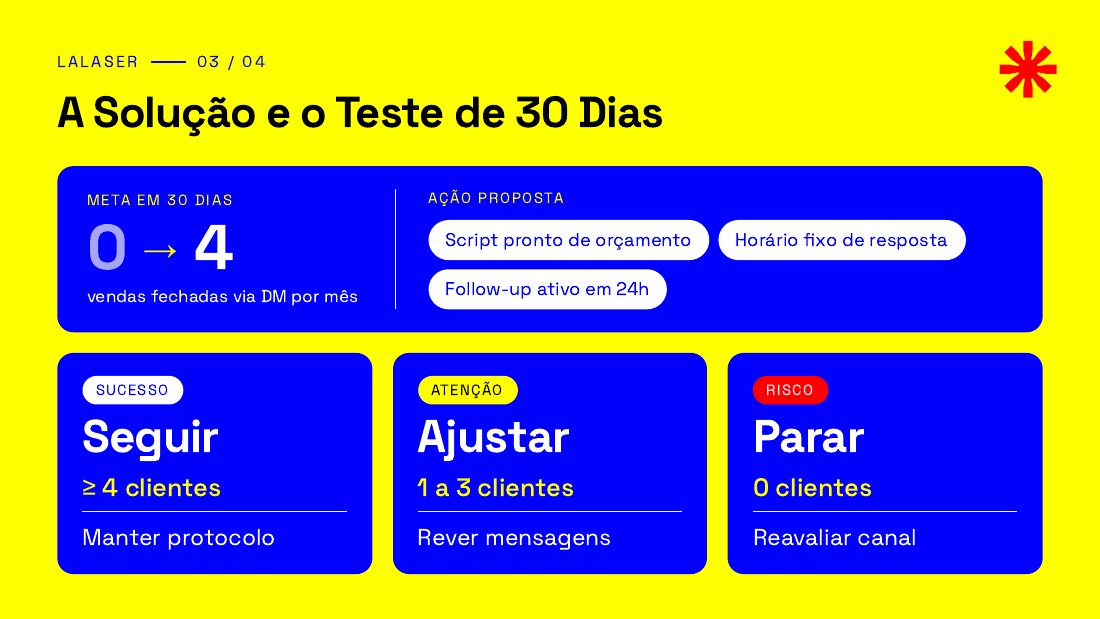 LALASER — 03 / 04
A Solução e o Teste de 30 Dias
META EM 30 DIAS
0 → 4
vendas fechadas via DM por mês
AÇÃO PROPOSTA
Script pronto de orçamento
Horário fixo de resposta
Follow-up ativo em 24h
SUCESSO
Seguir
≥ 4 clientes
Manter protocolo
ATENÇÃO
Ajustar
1 a 3 clientes
Rever mensagens
RISCO
Parar
0 clientes
Reavaliar canal